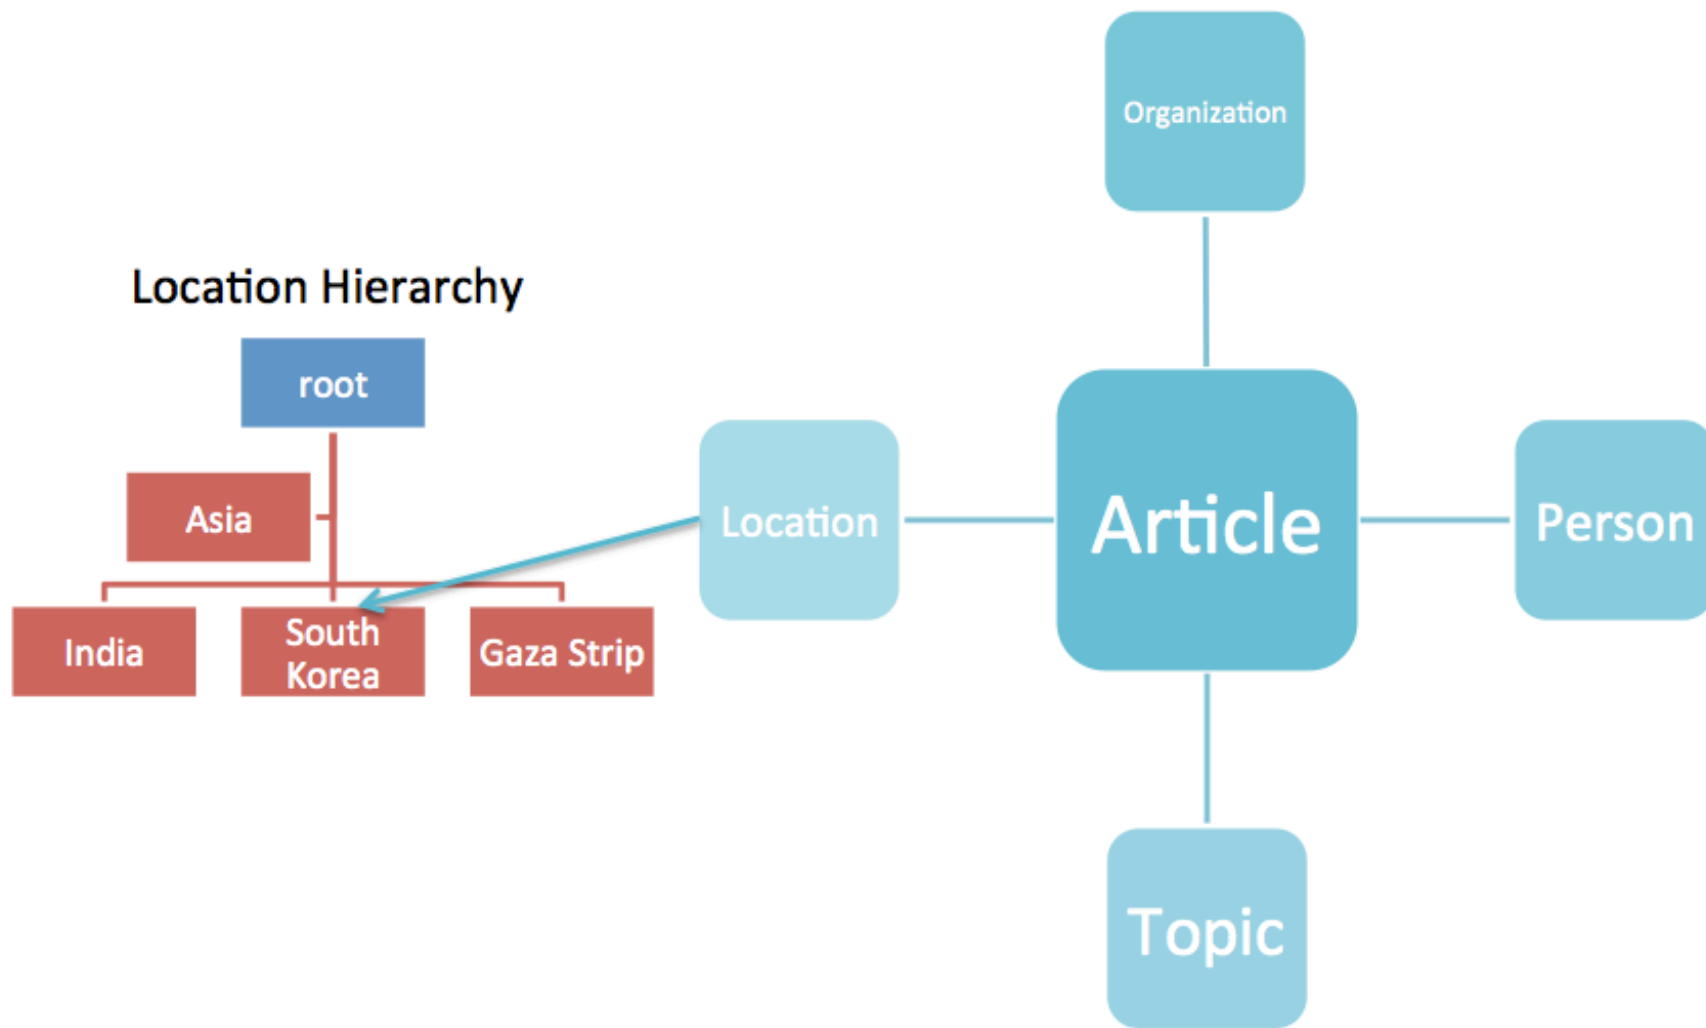 Organization
Location Hierarchy
root
Asia
Location
Article
Person
India
South
Korea
Gaza Strip
Topic